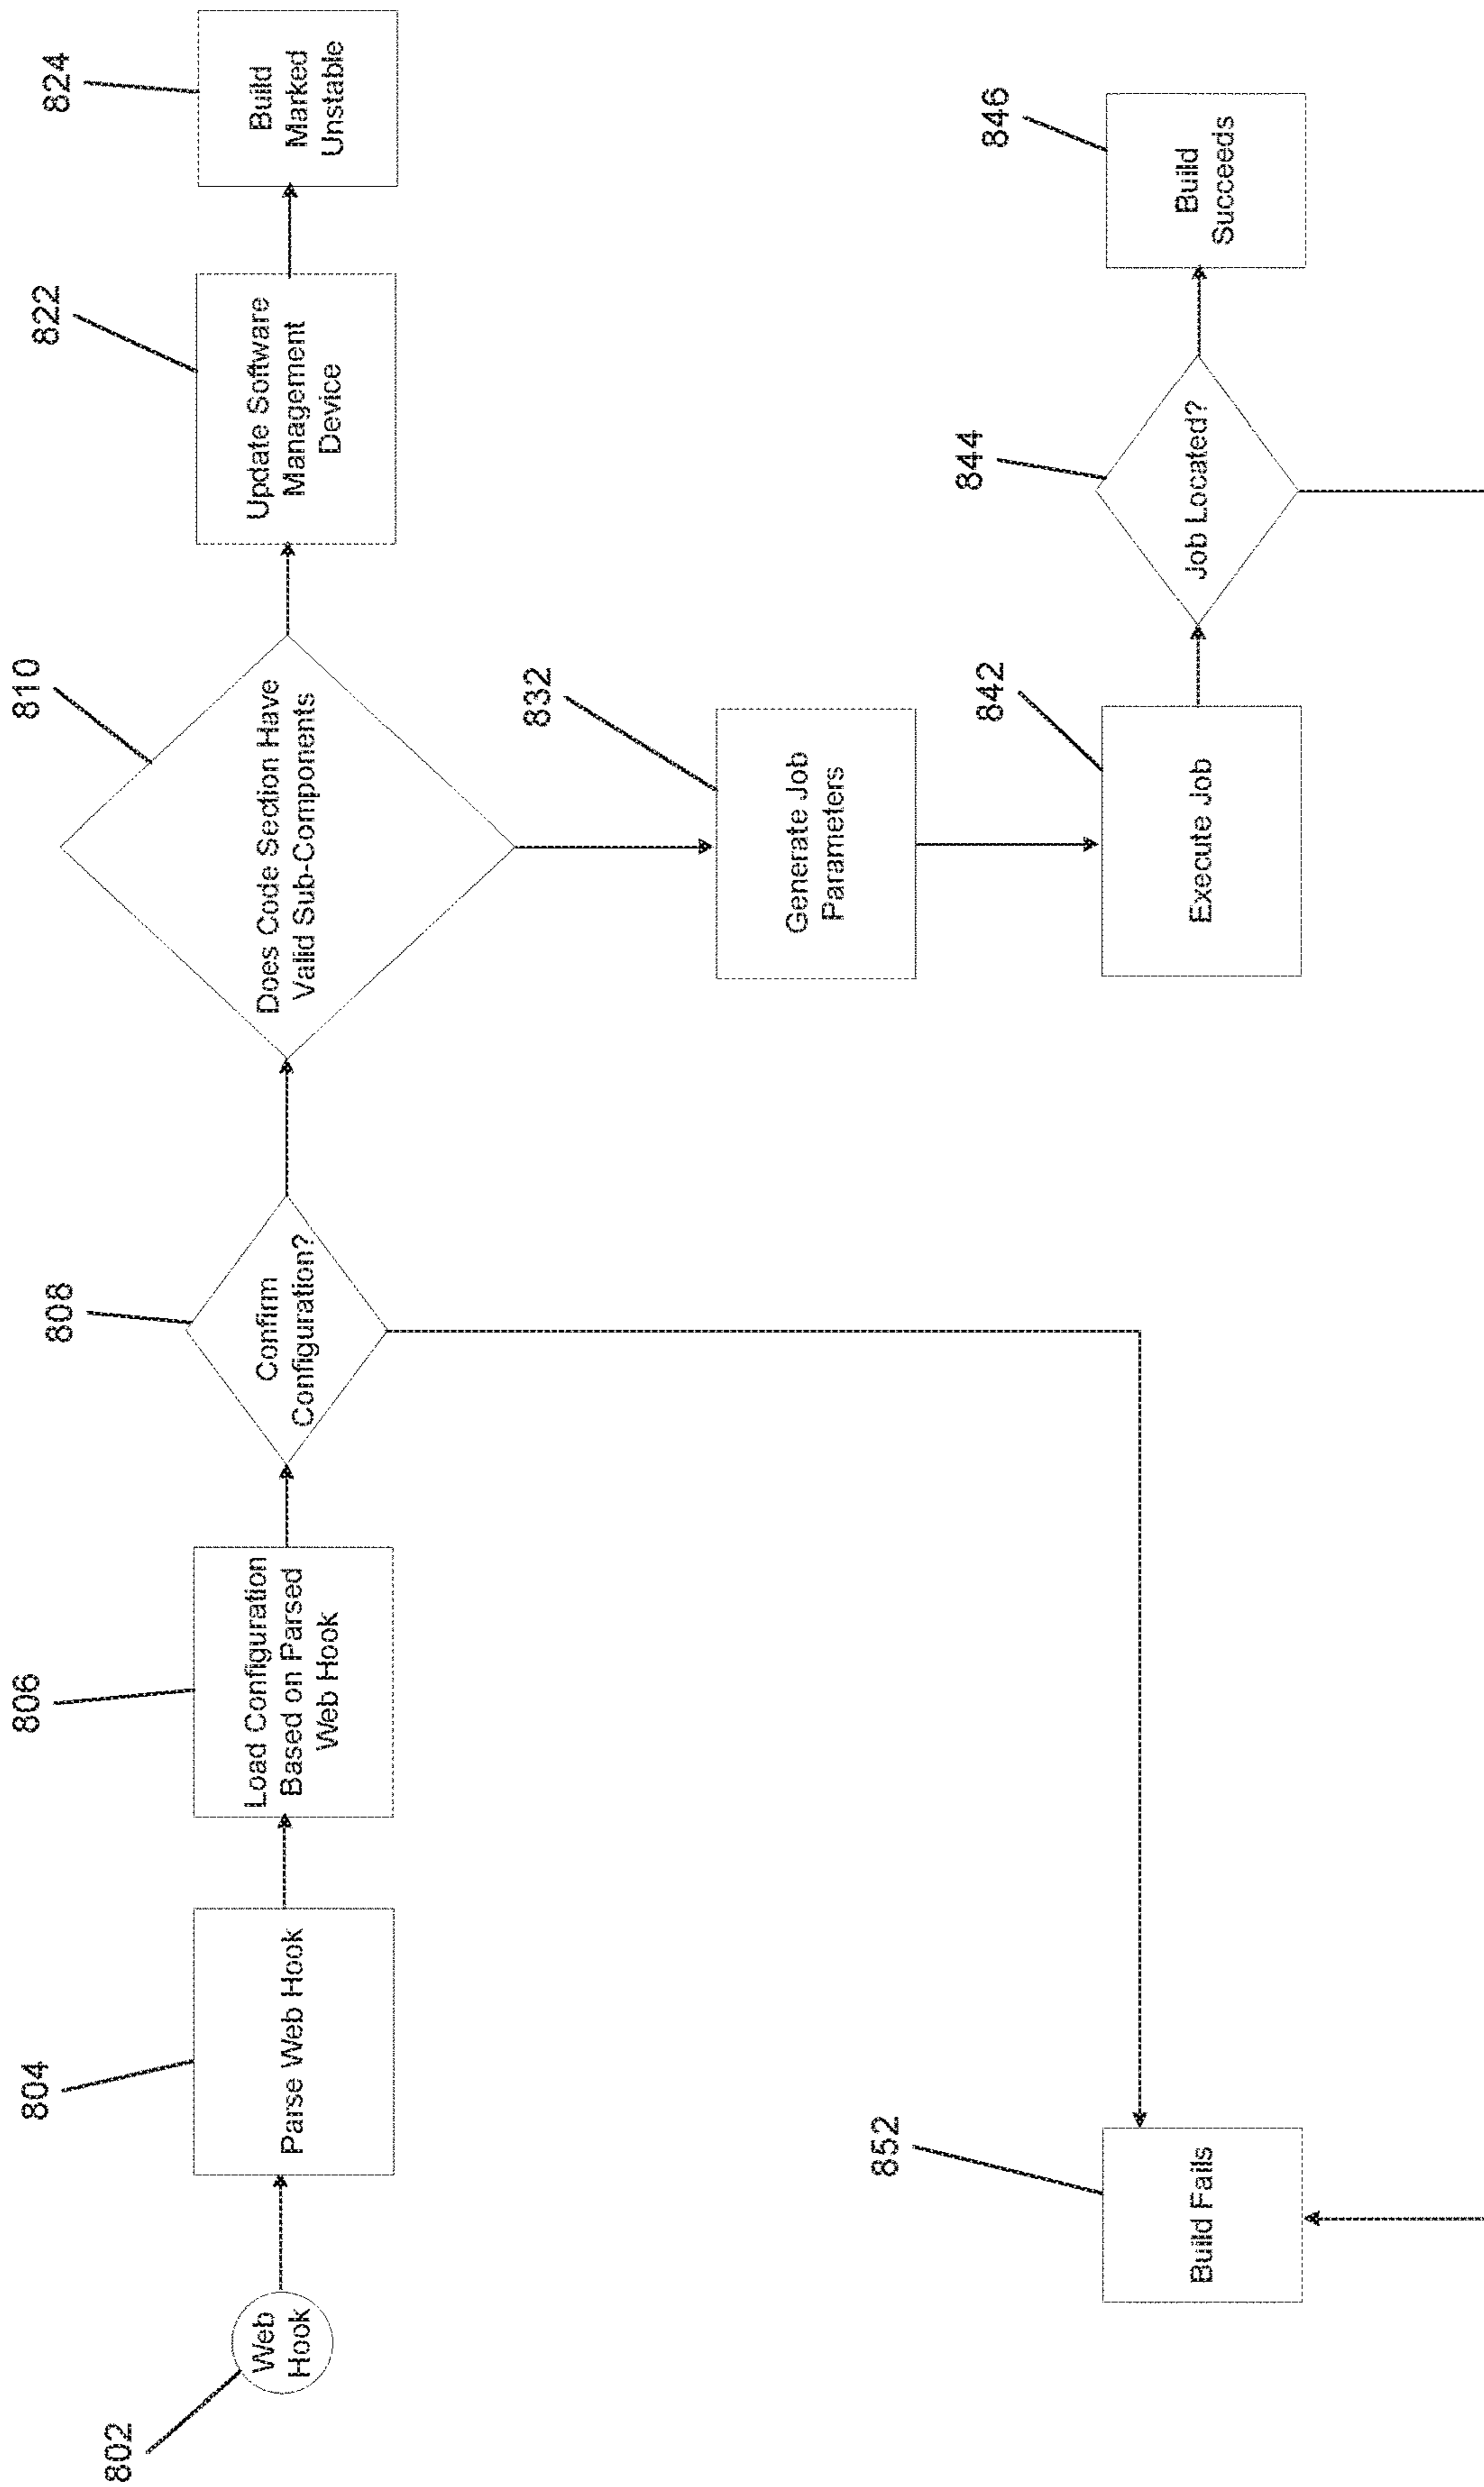 802
Web
Hook
804
Parse Web Hook
806
Load Configuration
Based on Parsed
Web Hook
808
Confirm
Configuration?
810
Does Code Section Have
Valid Sub-Components
822
Update Software
Management
Device
824
Build
Marked
Unstable
832
Generate Job
Parameters
842
Execute Job
844
Job Located?
846
Build
Succeeds
852
Build Fails